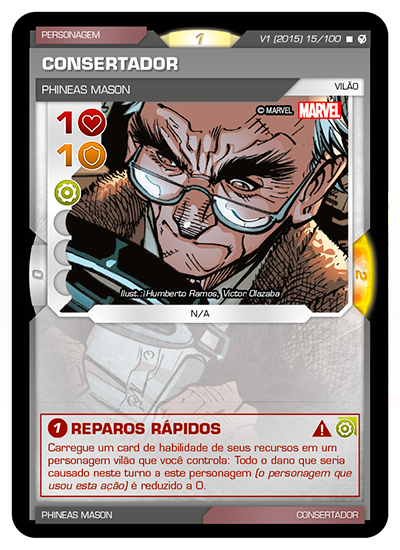 PERSONAGEM
1
V1 (2015) 15/100
CONSERTADOR
PHINEAS MASON
VILÃO
© MARVEL MARVEL
1
1
0
2
Ilust.: Humberto Ramos, Victor Olazaba
N/A
1 REPAROS RÁPIDOS
Carregue um card de habilidade de seus recursos em um
personagem vilão que você controla: Todo o dano que seria
causado neste turno a este personagem (o personagem que
usou esta ação) é reduzido a 0.
PHINEAS MASON
CONSERTADOR